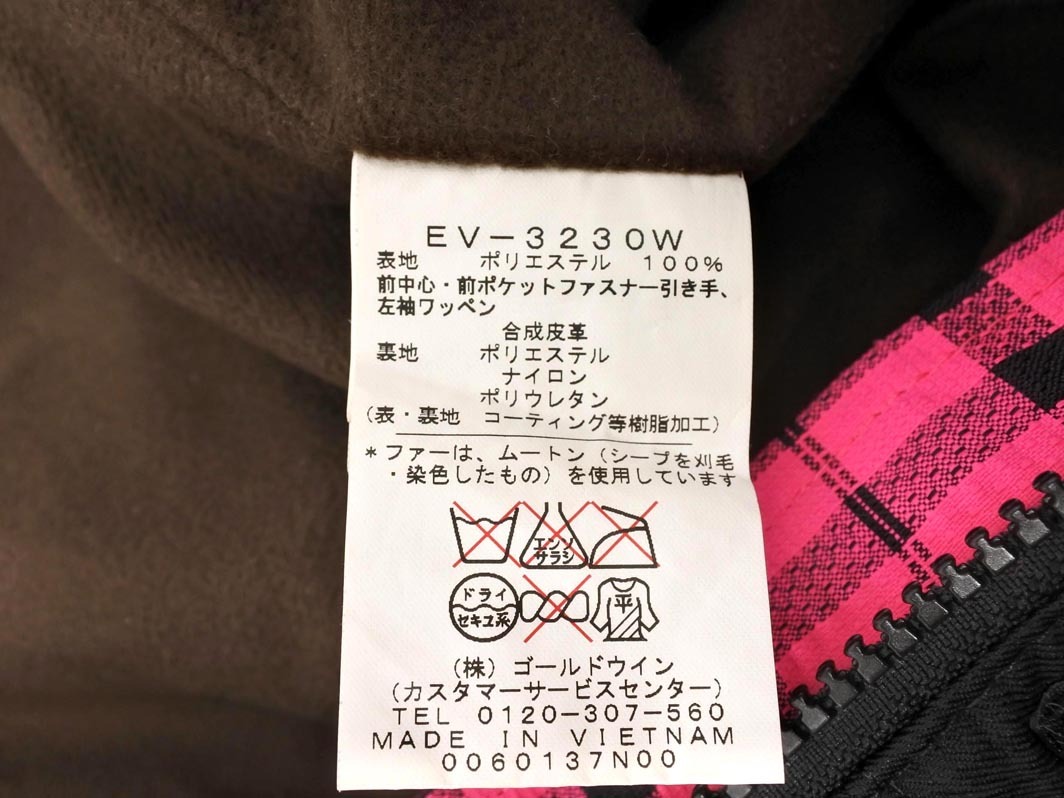 EV-3230W
表地 ポリエステル 100%
前中心・前ポケットファスナー引き手、
左袖ワッペン
合成皮革
裏地 ポリエステル
ナイロン
ポリウレタン
(表・裏地 コーティング等樹脂加工)
*ファーは、ムートン(シープを刈毛
・染色したもの)を使用しています
エンソ
サラシ
ドライ
セキユ系
平
(株)ゴールドウイン
(カスタマーサービスセンター)
TEL 0120-307-560
MADE IN VIETNAM
0060137N00